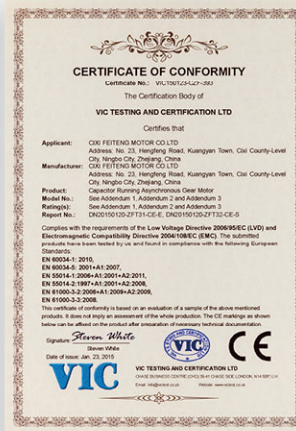 CERTIFICATE OF CONFORMITY
Certificate No.: VIC150123-CZF-393
The Certification Body of
VIC TESTING AND CERTIFICATION LTD
Certifies that
Applicant: CIXI FEITENG MOTOR CO LTD
Address: No. 23, Hengfeng Road, Kuangyan Town, Cixi County-Level
City, Ningbo City, Zhejiang, China
Manufacturer: CIXI FEITENG MOTOR CO LTD
Address: No. 23, Hengfeng Road, Kuangyan Town, Cixi County-Level
City, Ningbo City, Zhejiang, China
Product: Capacitor Running Asynchronous Gear Motor
Model No.: See Addendum 1, Addendum 2 and Addendum 3
Rating(s): See Addendum 1, Addendum 2 and Addendum 3
Report No.: DN20150120-ZFT31-CE-E, DN20150120-ZFT32-CE-S
Complies with the requirements of the Low Voltage Directive 2006/95/EC (LVD) and
Electromagnetic Compatibility Directive 2004/108/EC (EMC). The submitted
products have been tested by us and found in compliance with the following European
Standards:
EN 60034-1: 2010,
EN 60034-5: 2001+A1: 2007,
EN 55014-1:2006+A1:2001+A2:2011,
EN 55014-2:1997+A1:2001+A2:2008,
EN 61000-3-2:2006+A1:2009+A2:2009,
EN 61000-3-3:2008.
This certificate of conformity is based on an evaluation of a sample of the above mentioned
products. It does not imply an assessment of the whole production. The CE markings as shown
below can be affixed on the product after preparation of necessary technical documentation.
Signature: Steven White
Steven White
Date of issue: Jan. 23, 2015
VIC
CE
VIC
VIC TESTING AND CERTIFICATION LTD